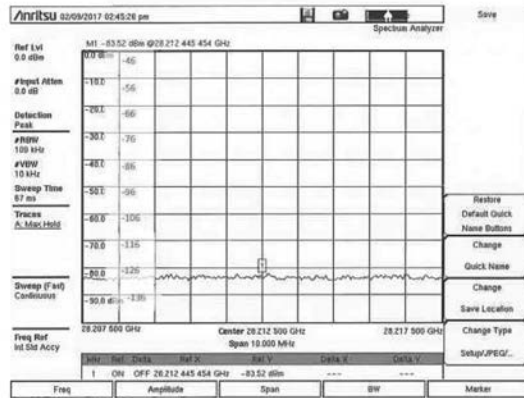 Anritsu 02/09/2017 02:45:26 pm
Spectrum Analyzer
Save
M1 -83.52 dBm @28.212 445 454 GHz
Ref Lvl
0.0 dBm
#Input Atten
0.0 dB
Detection
Peak
#RBW
100 kHz
#VBW
10 kHz
Sweep Time
67 ms
Traces
A: Max Hold
Sweep (Fast)
Continuous
Freq Ref
Int Std Accy
0.0 dBm -46
-10.0 -56
-20.0 -66
-30.0 -76
-40.0 -86
-50.0 -96
-60.0 -106
-70.0 -116
-80.0 -126
-90.0 dBm -136
1
28.207 500 GHz
Center 28.212 500 GHz
28.217 500 GHz
Span 10.000 MHz
Mkr Ref Delta Ref X Ref Y Delta X Delta Y
1 ON OFF 28.212 445 454 GHz -83.52 dBm --- ---
Restore
Default Quick
Name Buttons
Change
Quick Name
Change
Save Location
Change Type
Setup/JPEG/...
Freq
Amplitude
Span
BW
Marker